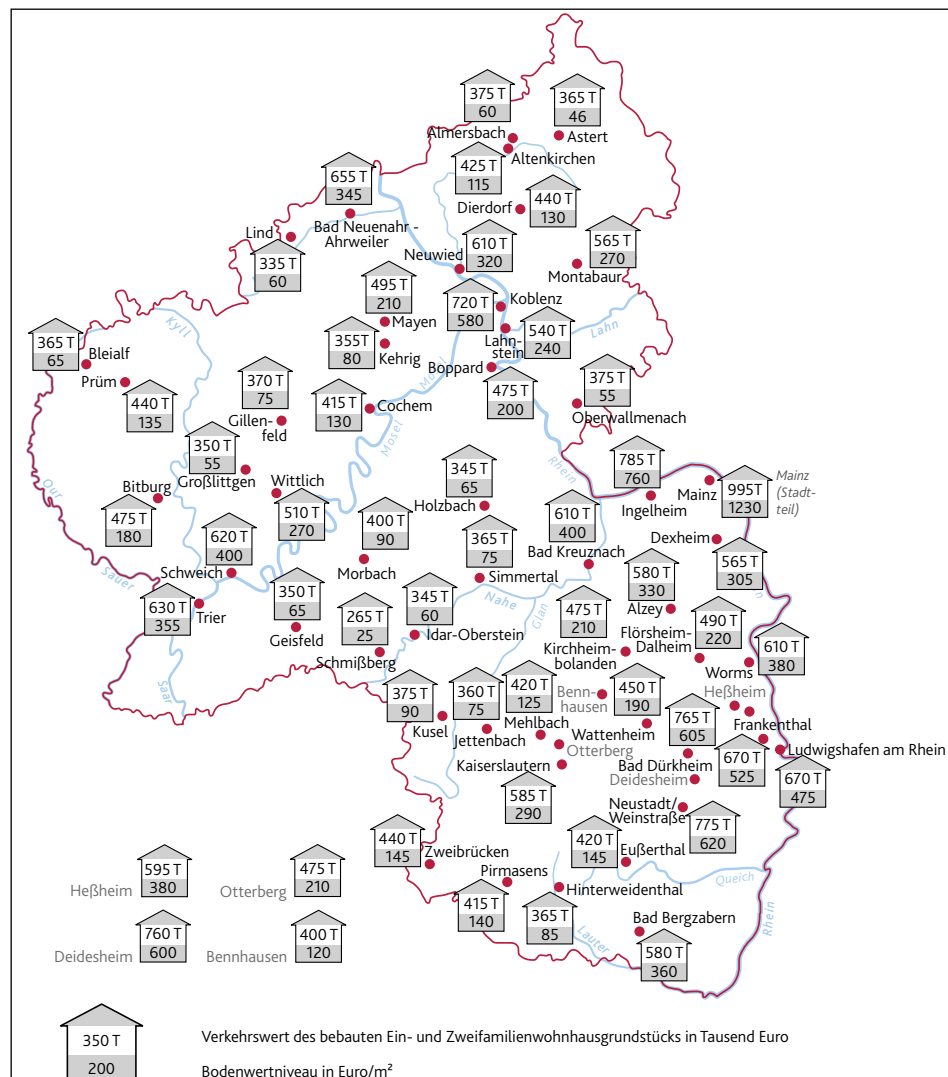 375 T
60
365 T
46
Almersbach
Astert
Altenkirchen
655 T
345
425 T
115
440 T
130
Dierdorf
Bad Neuenahr -
Ahrweiler
Lind
335 T
60
610 T
320
Neuwied
565 T
270
Montabaur
495 T
210
Mayen
720 T
580
Koblenz
Lahn-
stein
540 T
240
Lahn
355T
80
Kehrig
Kyll
365 T
65
Bleialf
Prüm
440 T
135
370 T
75
Gillen-
feld
415 T
130
Cochem
Mosel
Mosel
Boppard
475 T
200
375 T
55
Oberwallmenach
Rhein
350 T
55
Großlittgen
Wittlich
510 T
270
Bitburg
475 T
180
Our
Sauer
345 T
65
Holzbach
785 T
760
Ingelheim
Mainz
995T
1230
Mainz
(Stadt-
teil)
620 T
400
Schweich
400 T
90
Morbach
365 T
75
Simmertal
610 T
400
Bad Kreuznach
Dexheim
565 T
305
n
630 T
355
Trier
350 T
65
Geisfeld
265 T
25
Schmißberg
345 T
60
Idar-Oberstein
Nahe
Glan
475 T
210
Kirchheim-
bolanden
580 T
330
Alzey
Flörsheim-
Dalheim
490 T
220
Worms
610 T
380
Saar
375 T
90
Kusel
360 T
75
Jettenbach
420 T
125
Mehlbach
Benn-
hausen
450 T
190
Wattenheim
Otterberg
Kaiserslautern
Heßheim
Frankenthal
765 T
605
Bad Dürkheim
Deidesheim
670 T
525
Ludwigshafen am Rhein
670 T
475
585 T
290
Neustadt/
Weinstraße
775 T
620
440 T
145
Zweibrücken
420 T
145
Eußerthal
Queich
Pirmasens
415 T
140
Hinterweidenthal
365 T
85
Lauter
Bad Bergzabern
580 T
360
Rhein
Heßheim
595 T
380
Otterberg
475 T
210
Deidesheim
760 T
600
Bennhausen
400 T
120
350 T
200
Verkehrswert des bebauten Ein- und Zweifamilienwohnhausgrundstücks in Tausend Euro
Bodenwertniveau in Euro/m²